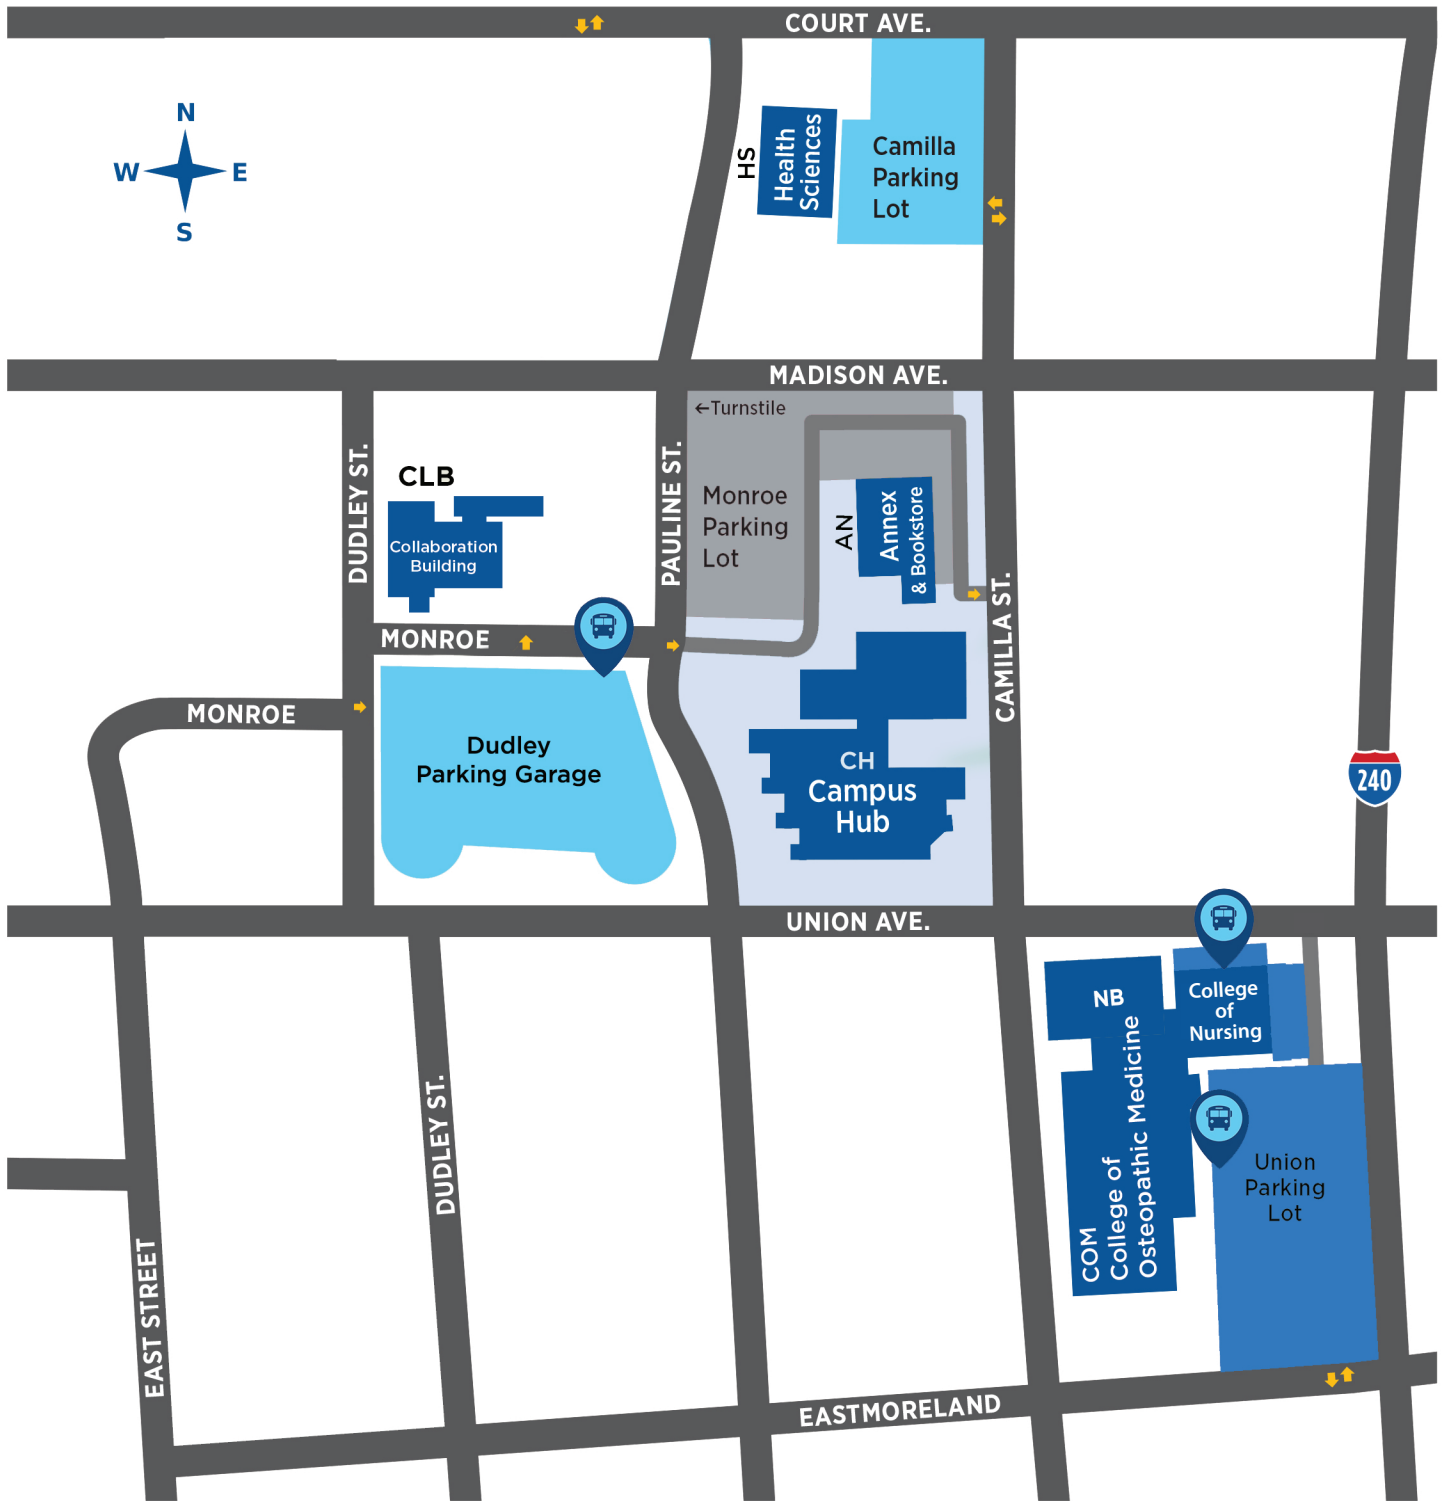 COURT AVE.
N
W
E
S
HS
Health
Sciences
Camilla
Parking
Lot
MADISON AVE.
←Turnstile
DUDLEY ST.
CLB
Collaboration
Building
PAULINE ST.
Monroe
Parking
Lot
AN
Annex
& Bookstore
CAMILLA ST.
MONROE
MONROE
Dudley
Parking Garage
CH
Campus
Hub
240
UNION AVE.
NB
College
of
Nursing
COM
College of
Osteopathic Medicine
Union
Parking
Lot
DUDLEY ST.
EAST STREET
EASTMORELAND